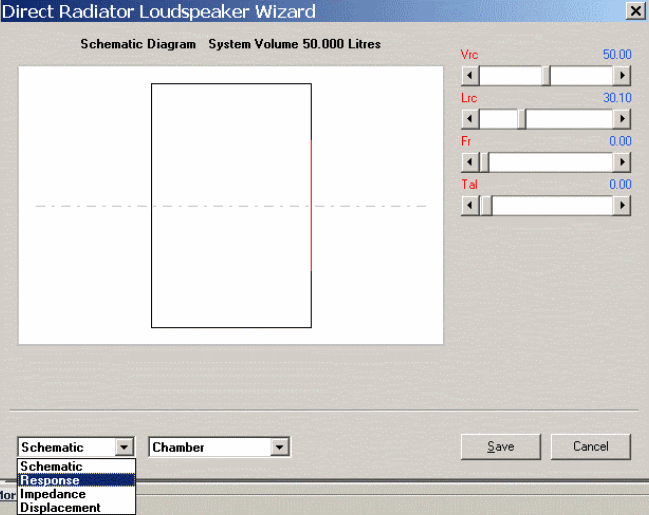 Direct Radiator Loudspeaker Wizard
Schematic Diagram System Volume 50.000 Litres
Vrc 50.00
Lrc 30.10
Fr 0.00
Tal 0.00
Schematic Chamber Save Cancel
Schematic
Response
Impedance
Displacement